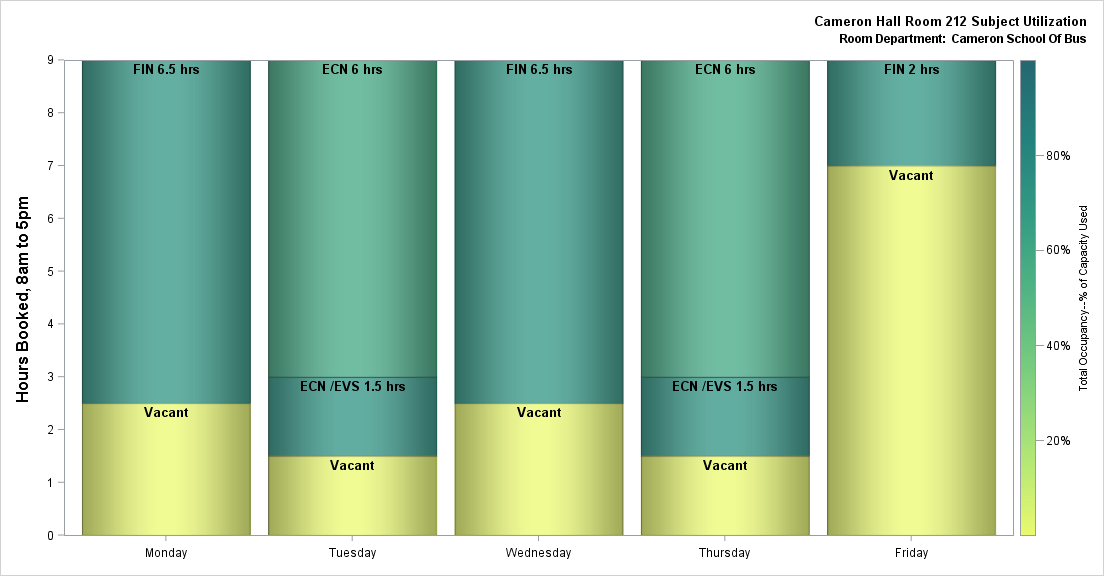 Cameron Hall Room 212 Subject Utilization
Room Department: Cameron School Of Bus
Hours Booked, 8am to 5pm
9
8
7
6
5
4
3
2
1
0
FIN 6.5 hrs
Vacant
ECN 6 hrs
ECN /EVS 1.5 hrs
Vacant
FIN 6.5 hrs
Vacant
ECN 6 hrs
ECN /EVS 1.5 hrs
Vacant
FIN 2 hrs
Vacant
Monday
Tuesday
Wednesday
Thursday
Friday
80%
60%
40%
20%
Total Occupancy--% of Capacity Used